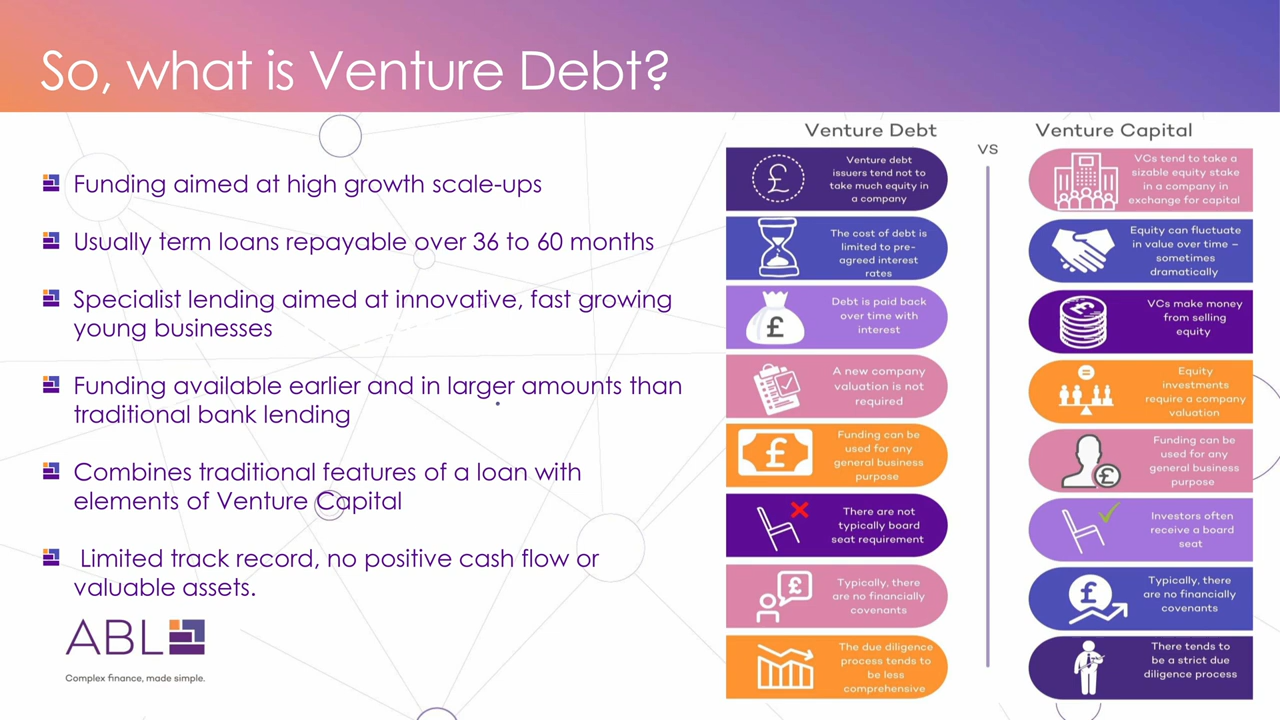 So, what is Venture Debt?
Funding aimed at high growth scale-ups
Usually term loans repayable over 36 to 60 months
Specialist lending aimed at innovative, fast growing
young businesses
Funding available earlier and in larger amounts than
traditional bank lending
Combines traditional features of a loan with
elements of Venture Capital
Limited track record, no positive cash flow or
valuable assets.
ABL
Complex finance, made simple.
Venture Debt
vs
Venture Capital
Venture debt
issuers tend not to
take much equity in
a company
The cost of debt is
limited to pre-
agreed interest
rates
£
Debt is paid back
over time with
interest
A new company
valuation is not
required
£
Funding can be
used for any
general business
purpose
There are not
typically board
seat requirement
£
Typically, there
are no financially
covenants
The due diligence
process tends to
be less
comprehensive
£
VCs tend to take a
sizable equity stake
in a company in
exchange for capital
Equity can fluctuate
in value over time –
sometimes
dramatically
£
VCs make money
from selling
equity
=
Equity
investments
require a company
valuation
£
Funding can be
used for any
general business
purpose
Investors often
receive a board
seat
£
Typically, there
are no financially
covenants
There tends to
be a strict due
diligence process